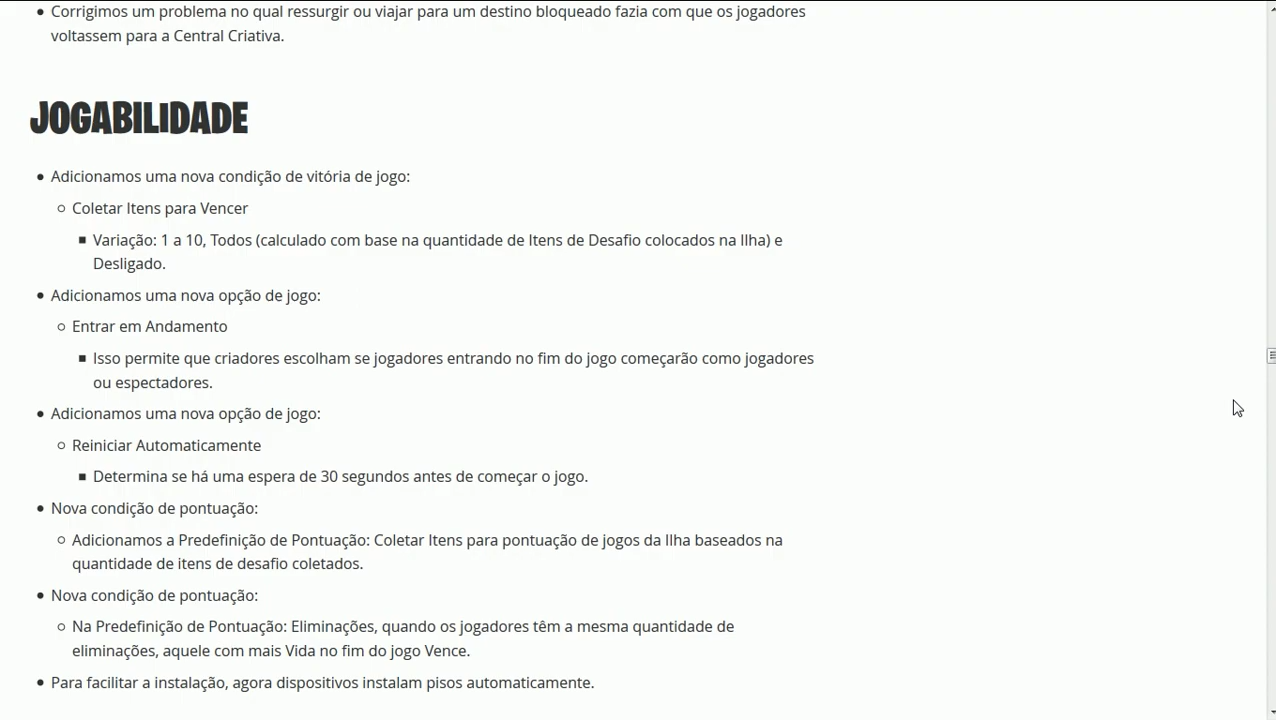 • Corrigimos um problema no qual ressurgir ou viajar para um destino bloqueado fazia com que os jogadores
voltassem para a Central Criativa.
JOGABILIDADE
• Adicionamos uma nova condição de vitória de jogo:
○ Coletar Itens para Vencer
■ Variação: 1 a 10, Todos (calculado com base na quantidade de Itens de Desafio colocados na Ilha) e
Desligado.
• Adicionamos uma nova opção de jogo:
○ Entrar em Andamento
■ Isso permite que criadores escolham se jogadores entrando no fim do jogo começarão como jogadores
ou espectadores.
• Adicionamos uma nova opção de jogo:
○ Reiniciar Automaticamente
■ Determina se há uma espera de 30 segundos antes de começar o jogo.
• Nova condição de pontuação:
○ Adicionamos a Predefinição de Pontuação: Coletar Itens para pontuação de jogos da Ilha baseados na
quantidade de itens de desafio coletados.
• Nova condição de pontuação:
○ Na Predefinição de Pontuação: Eliminações, quando os jogadores têm a mesma quantidade de
eliminações, aquele com mais Vida no fim do jogo Vence.
• Para facilitar a instalação, agora dispositivos instalam pisos automaticamente.